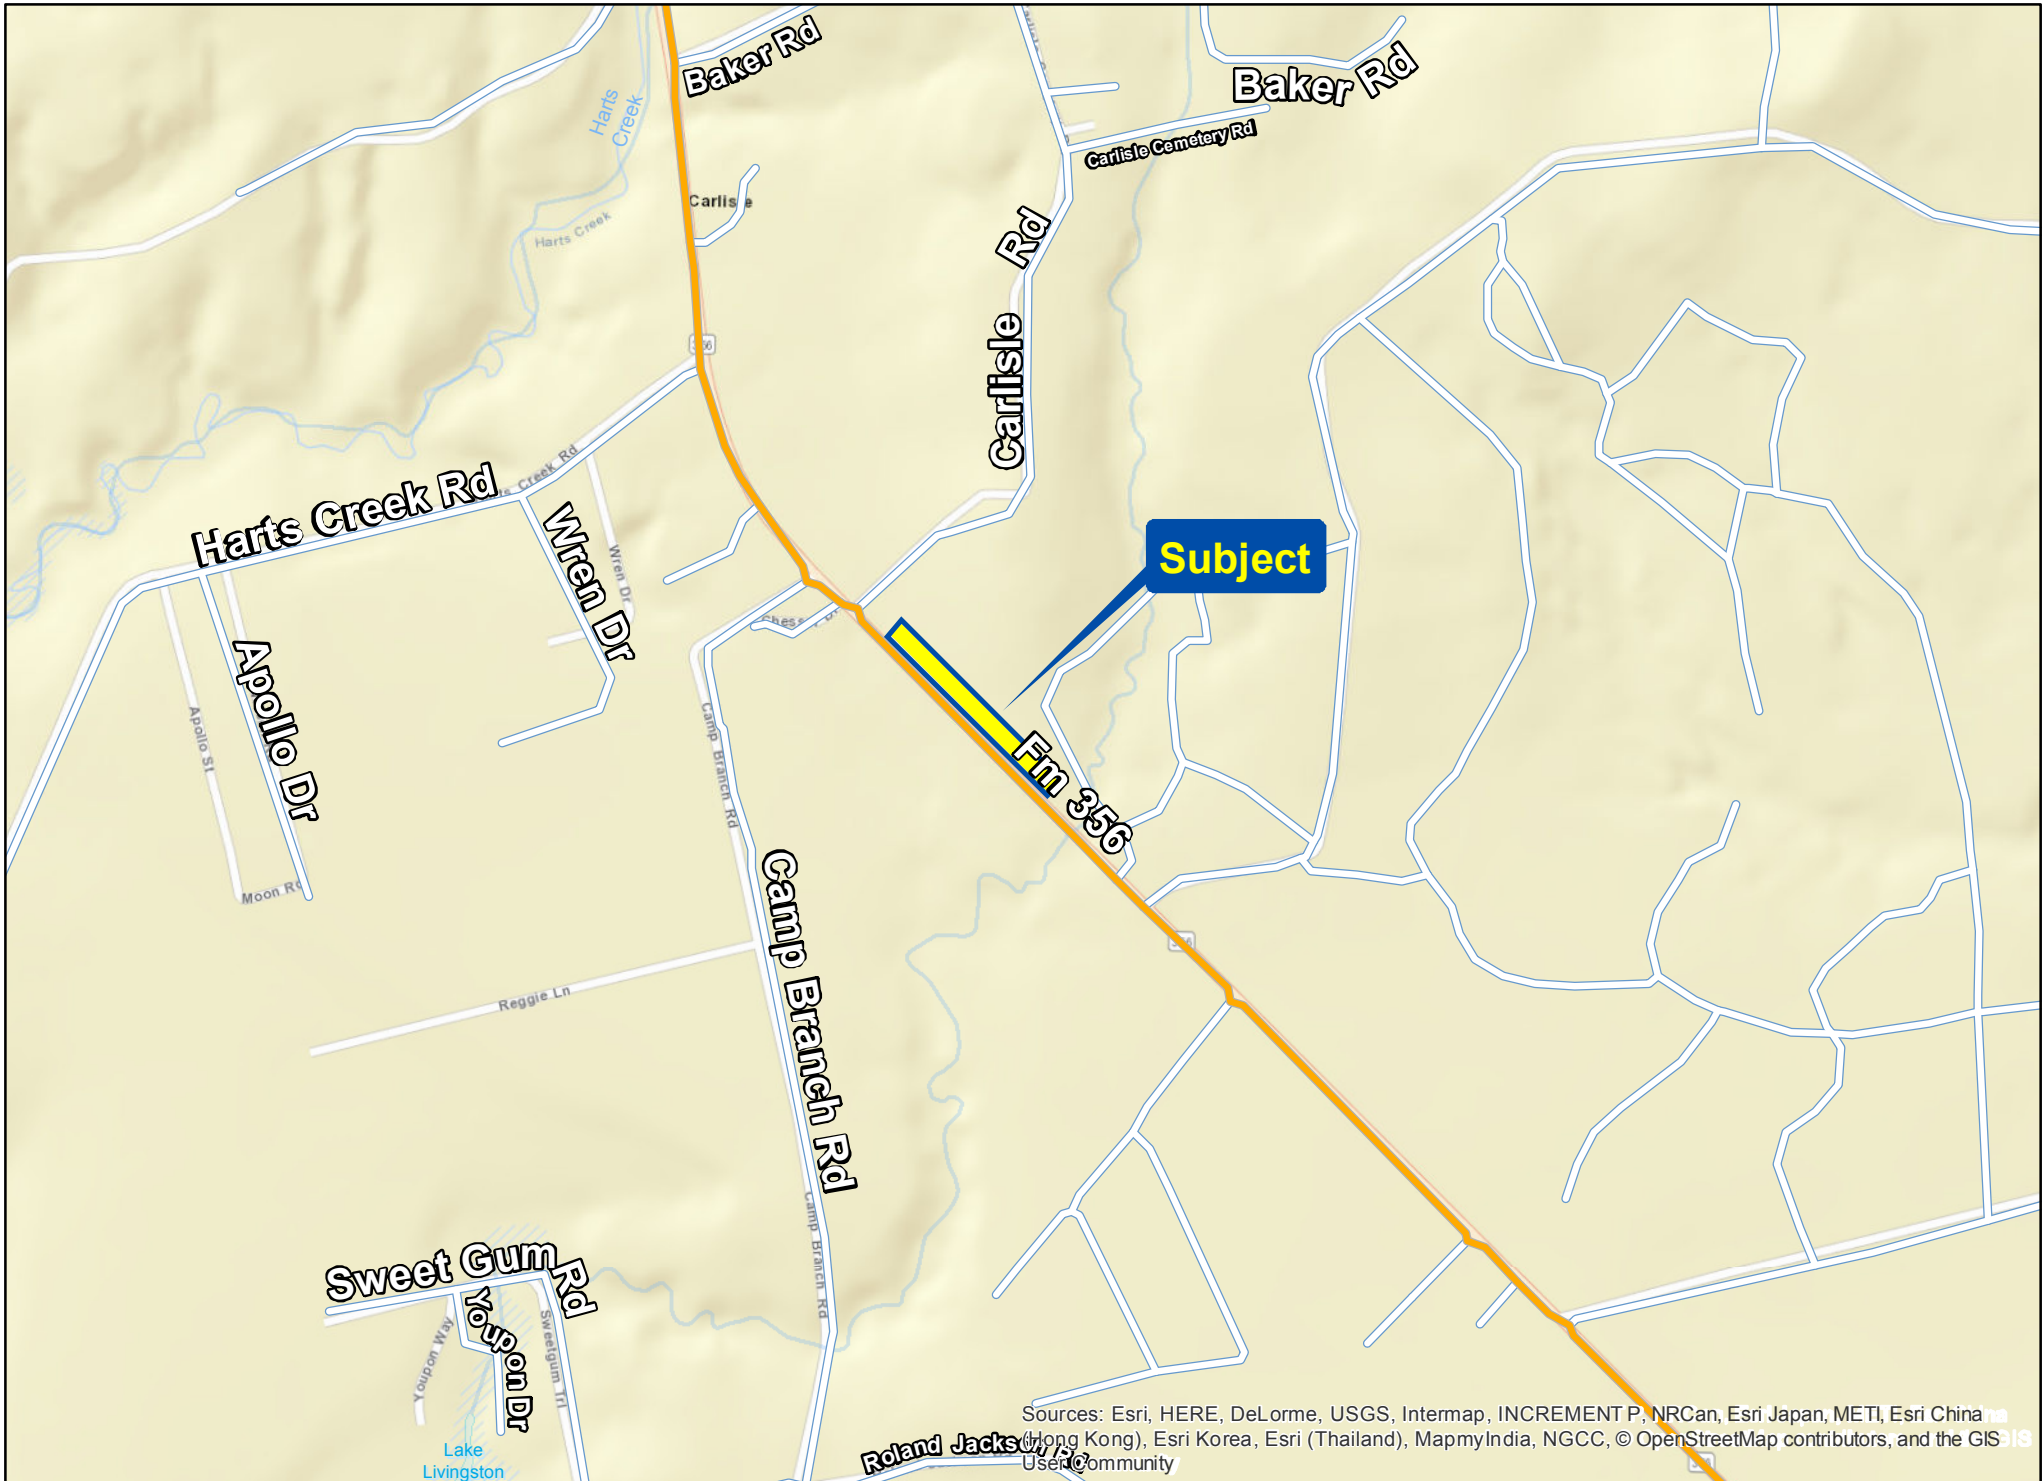 Baker Rd
Baker Rd
Harts
Creek
Carlisle Cemetery Rd
Carlisle
Harts Creek
Carlisle Rd
Harts Creek Rd
Creek Rd
Subject
Wren Dr
Wren Dr
Apollo Dr
Apollo St
Camp Branch Rd
Fm 356
Moon Rd
Camp Branch Rd
Reggie Ln
Camp Branch Rd
Sweet Gum Rd
Youpon Dr
Youpon Way
Sweetgum Trl
Lake
Livingston
Roland Jackson Rd
Sources: Esri, HERE, DeLorme, USGS, Intermap, INCREMENT P, NRCan, Esri Japan, METI, Esri China
(Hong Kong), Esri Korea, Esri (Thailand), MapmyIndia, NGCC, © OpenStreetMap contributors, and the GIS
User Community